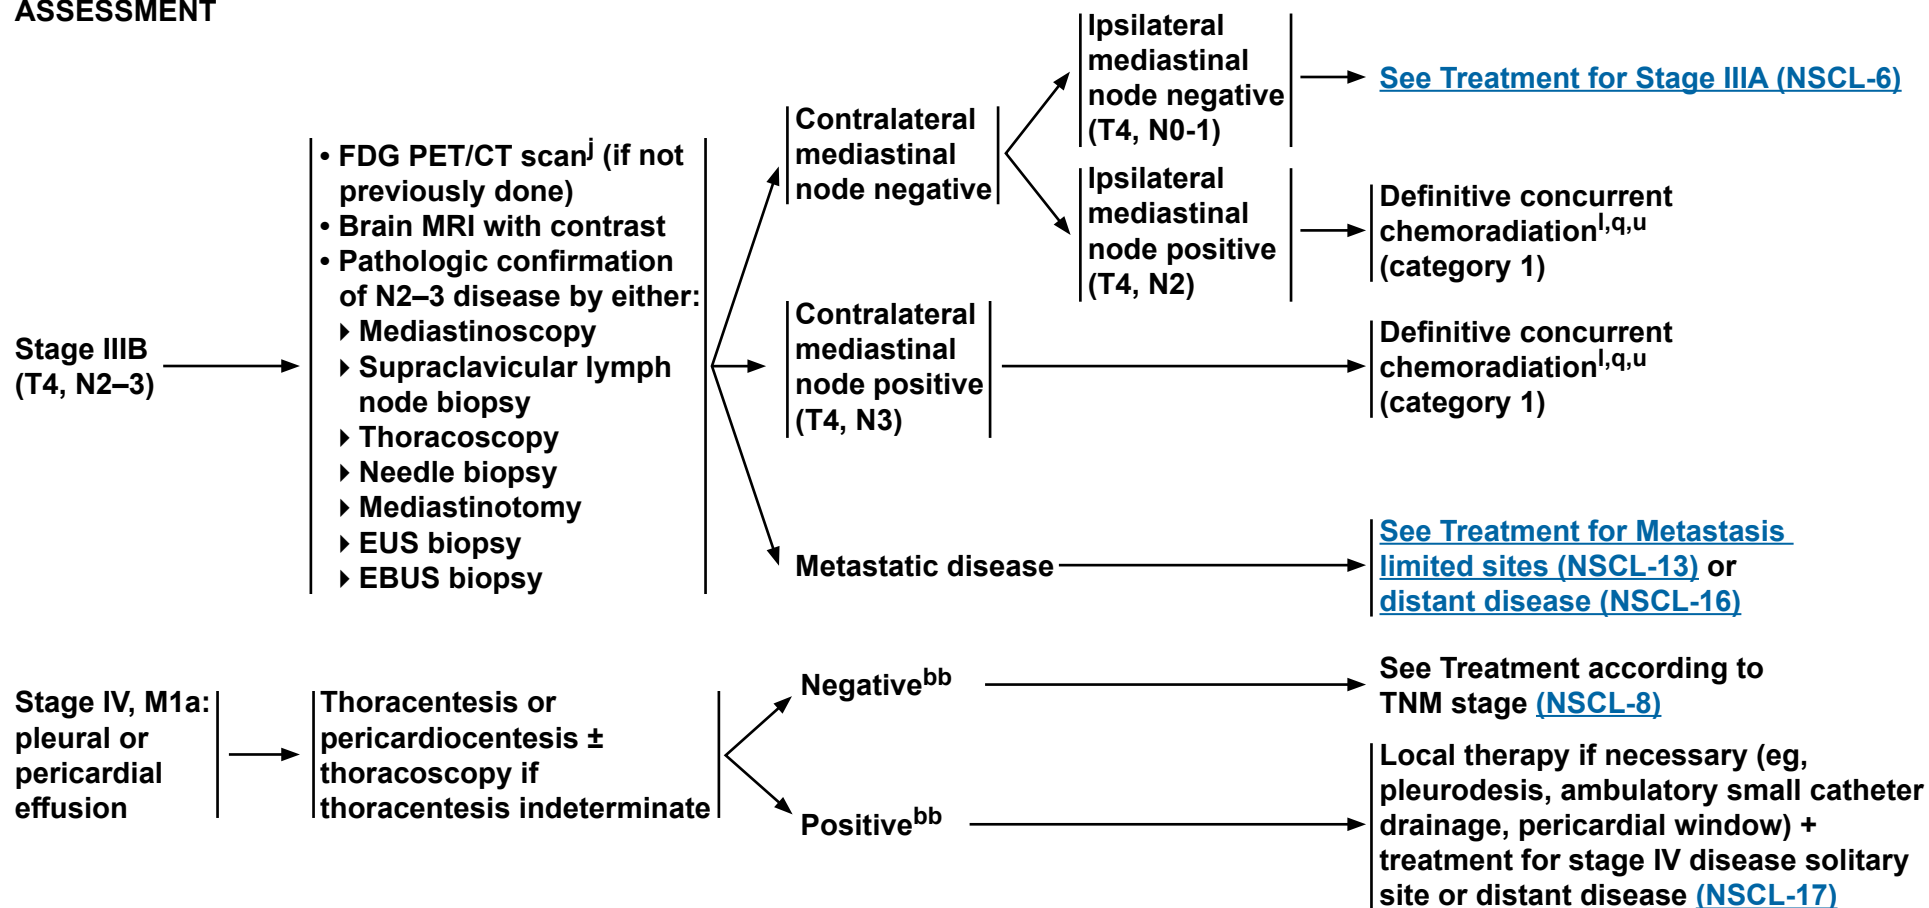 ASSESSMENT
Stage IIIB
(T4, N2–3)
• FDG PET/CT scanj (if not
previously done)
• Brain MRI with contrast
• Pathologic confirmation
of N2–3 disease by either:
Mediastinoscopy
Supraclavicular lymph
node biopsy
Thoracoscopy
Needle biopsy
Mediastinotomy
EUS biopsy
EBUS biopsy
Contralateral
mediastinal
node negative
Ipsilateral
mediastinal
node negative
(T4, N0-1)
See Treatment for Stage IIIA (NSCL-6)
Ipsilateral
mediastinal
node positive
(T4, N2)
Definitive concurrent
chemoradiationl,q,u
(category 1)
Contralateral
mediastinal
node positive
(T4, N3)
Definitive concurrent
chemoradiationl,q,u
(category 1)
Metastatic disease
See Treatment for Metastasis
limited sites (NSCL-13) or
distant disease (NSCL-16)
Stage IV, M1a:
pleural or
pericardial
effusion
Thoracentesis or
pericardiocentesis ±
thoracoscopy if
thoracentesis indeterminate
Negativebb
See Treatment according to
TNM stage (NSCL-8)
Positivebb
Local therapy if necessary (eg,
pleurodesis, ambulatory small catheter
drainage, pericardial window) +
treatment for stage IV disease solitary
site or distant disease (NSCL-17)